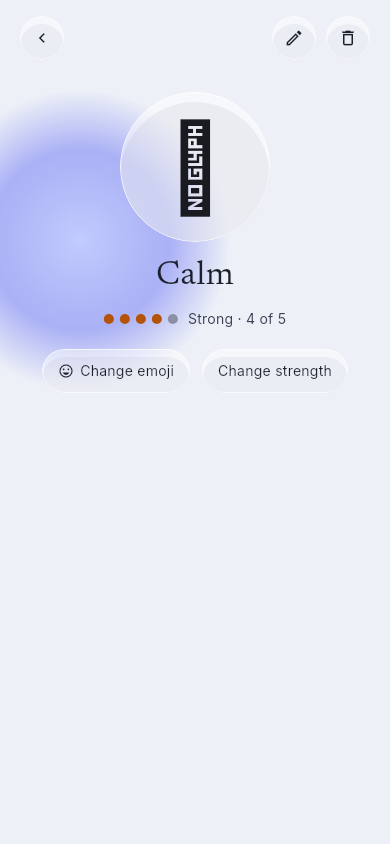 NO GLYPH
Calm
Strong · 4 of 5
Change emoji
Change strength